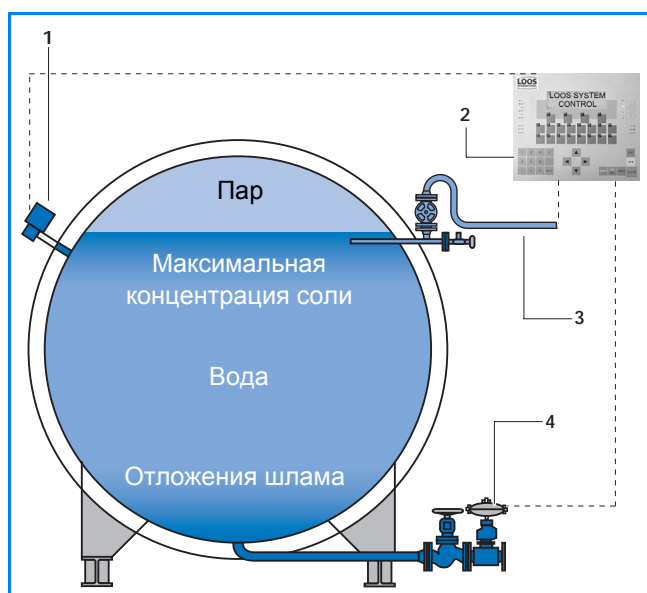 1
LOOS
LOOS SYSTEM
CONTROL
2
Пар
Максимальная
концентрация соли
3
Вода
4
Отложения шлама